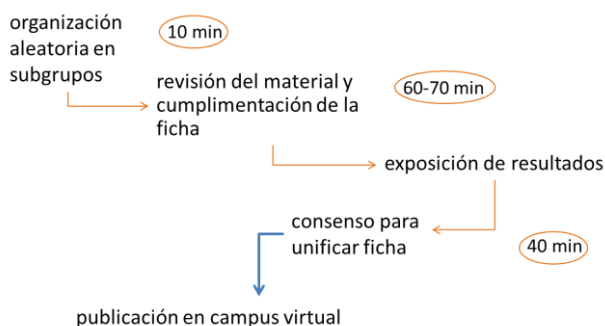 organización
aleatoria en
subgrupos
10 min
revisión del material y
cumplimentación de la
ficha
60-70 min
exposición de resultados
consenso para
unificar ficha
40 min
publicación en campus virtual